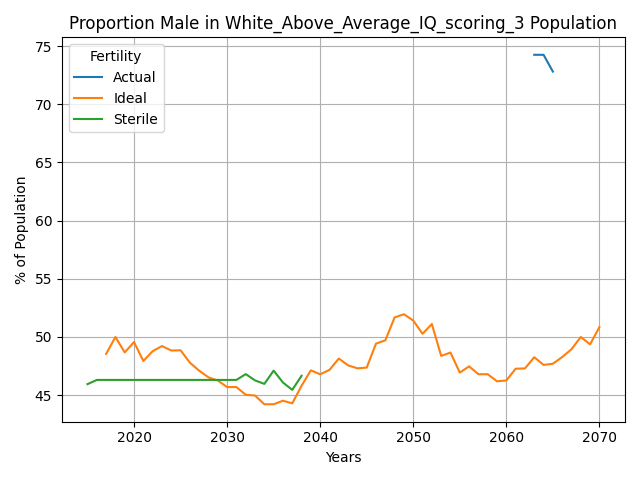 Proportion Male in White_Above_Average_IQ_scoring_3 Population
Fertility
Actual
Ideal
Sterile
% of Population
75
70
65
60
55
50
45
2020
2030
2040
2050
2060
2070
Years